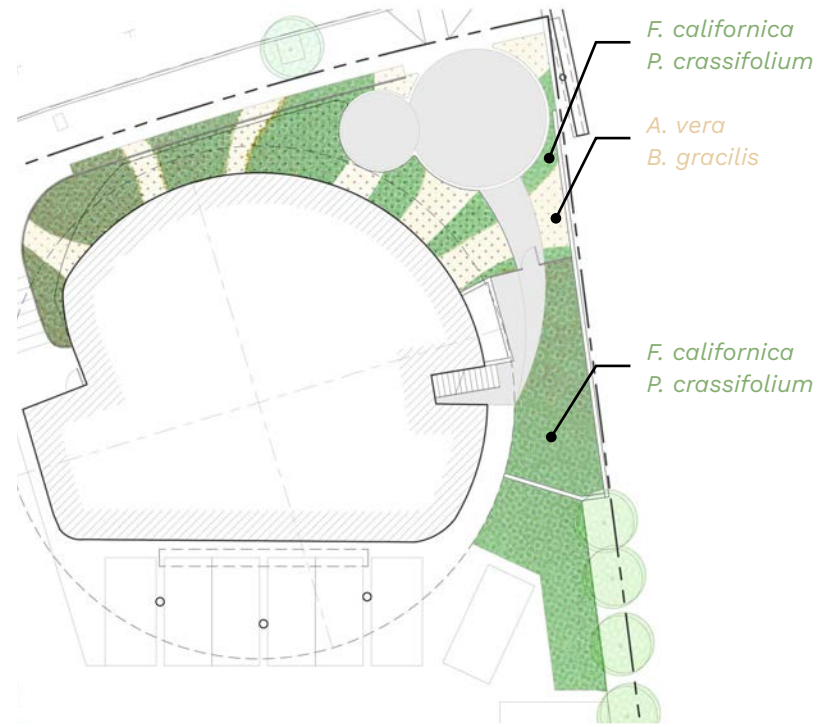 F. californica
P. crassifolium
A. vera
B. gracilis
F. californica
P. crassifolium